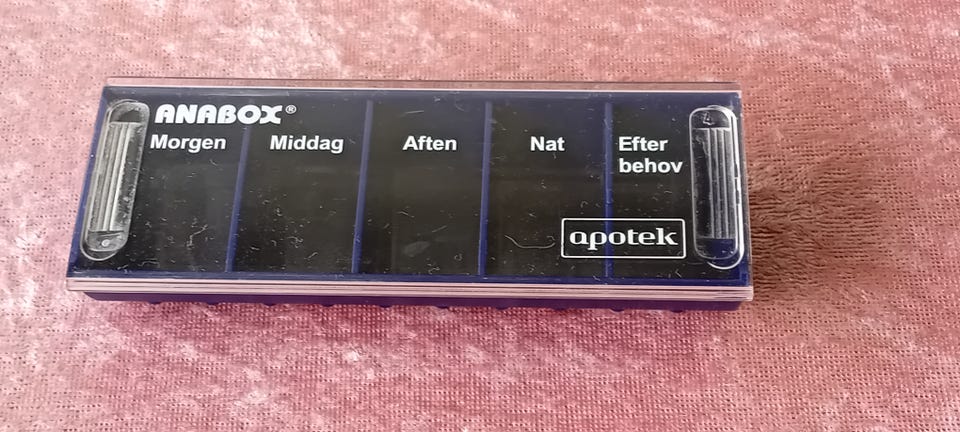 ANABOX®
Morgen Middag Aften Nat Efter behov
apotek